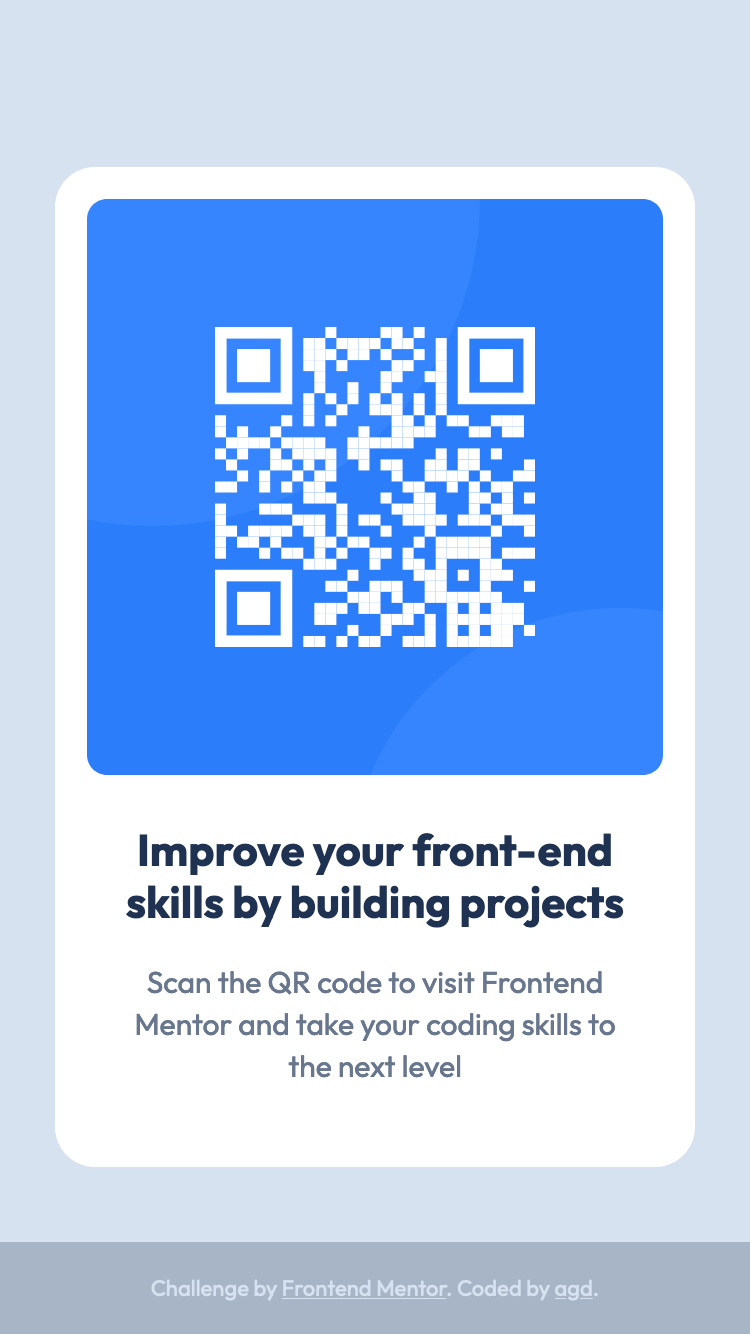 Improve your front-end
skills by building projects
Scan the QR code to visit Frontend
Mentor and take your coding skills to
the next level
Challenge by Frontend Mentor. Coded by agd.